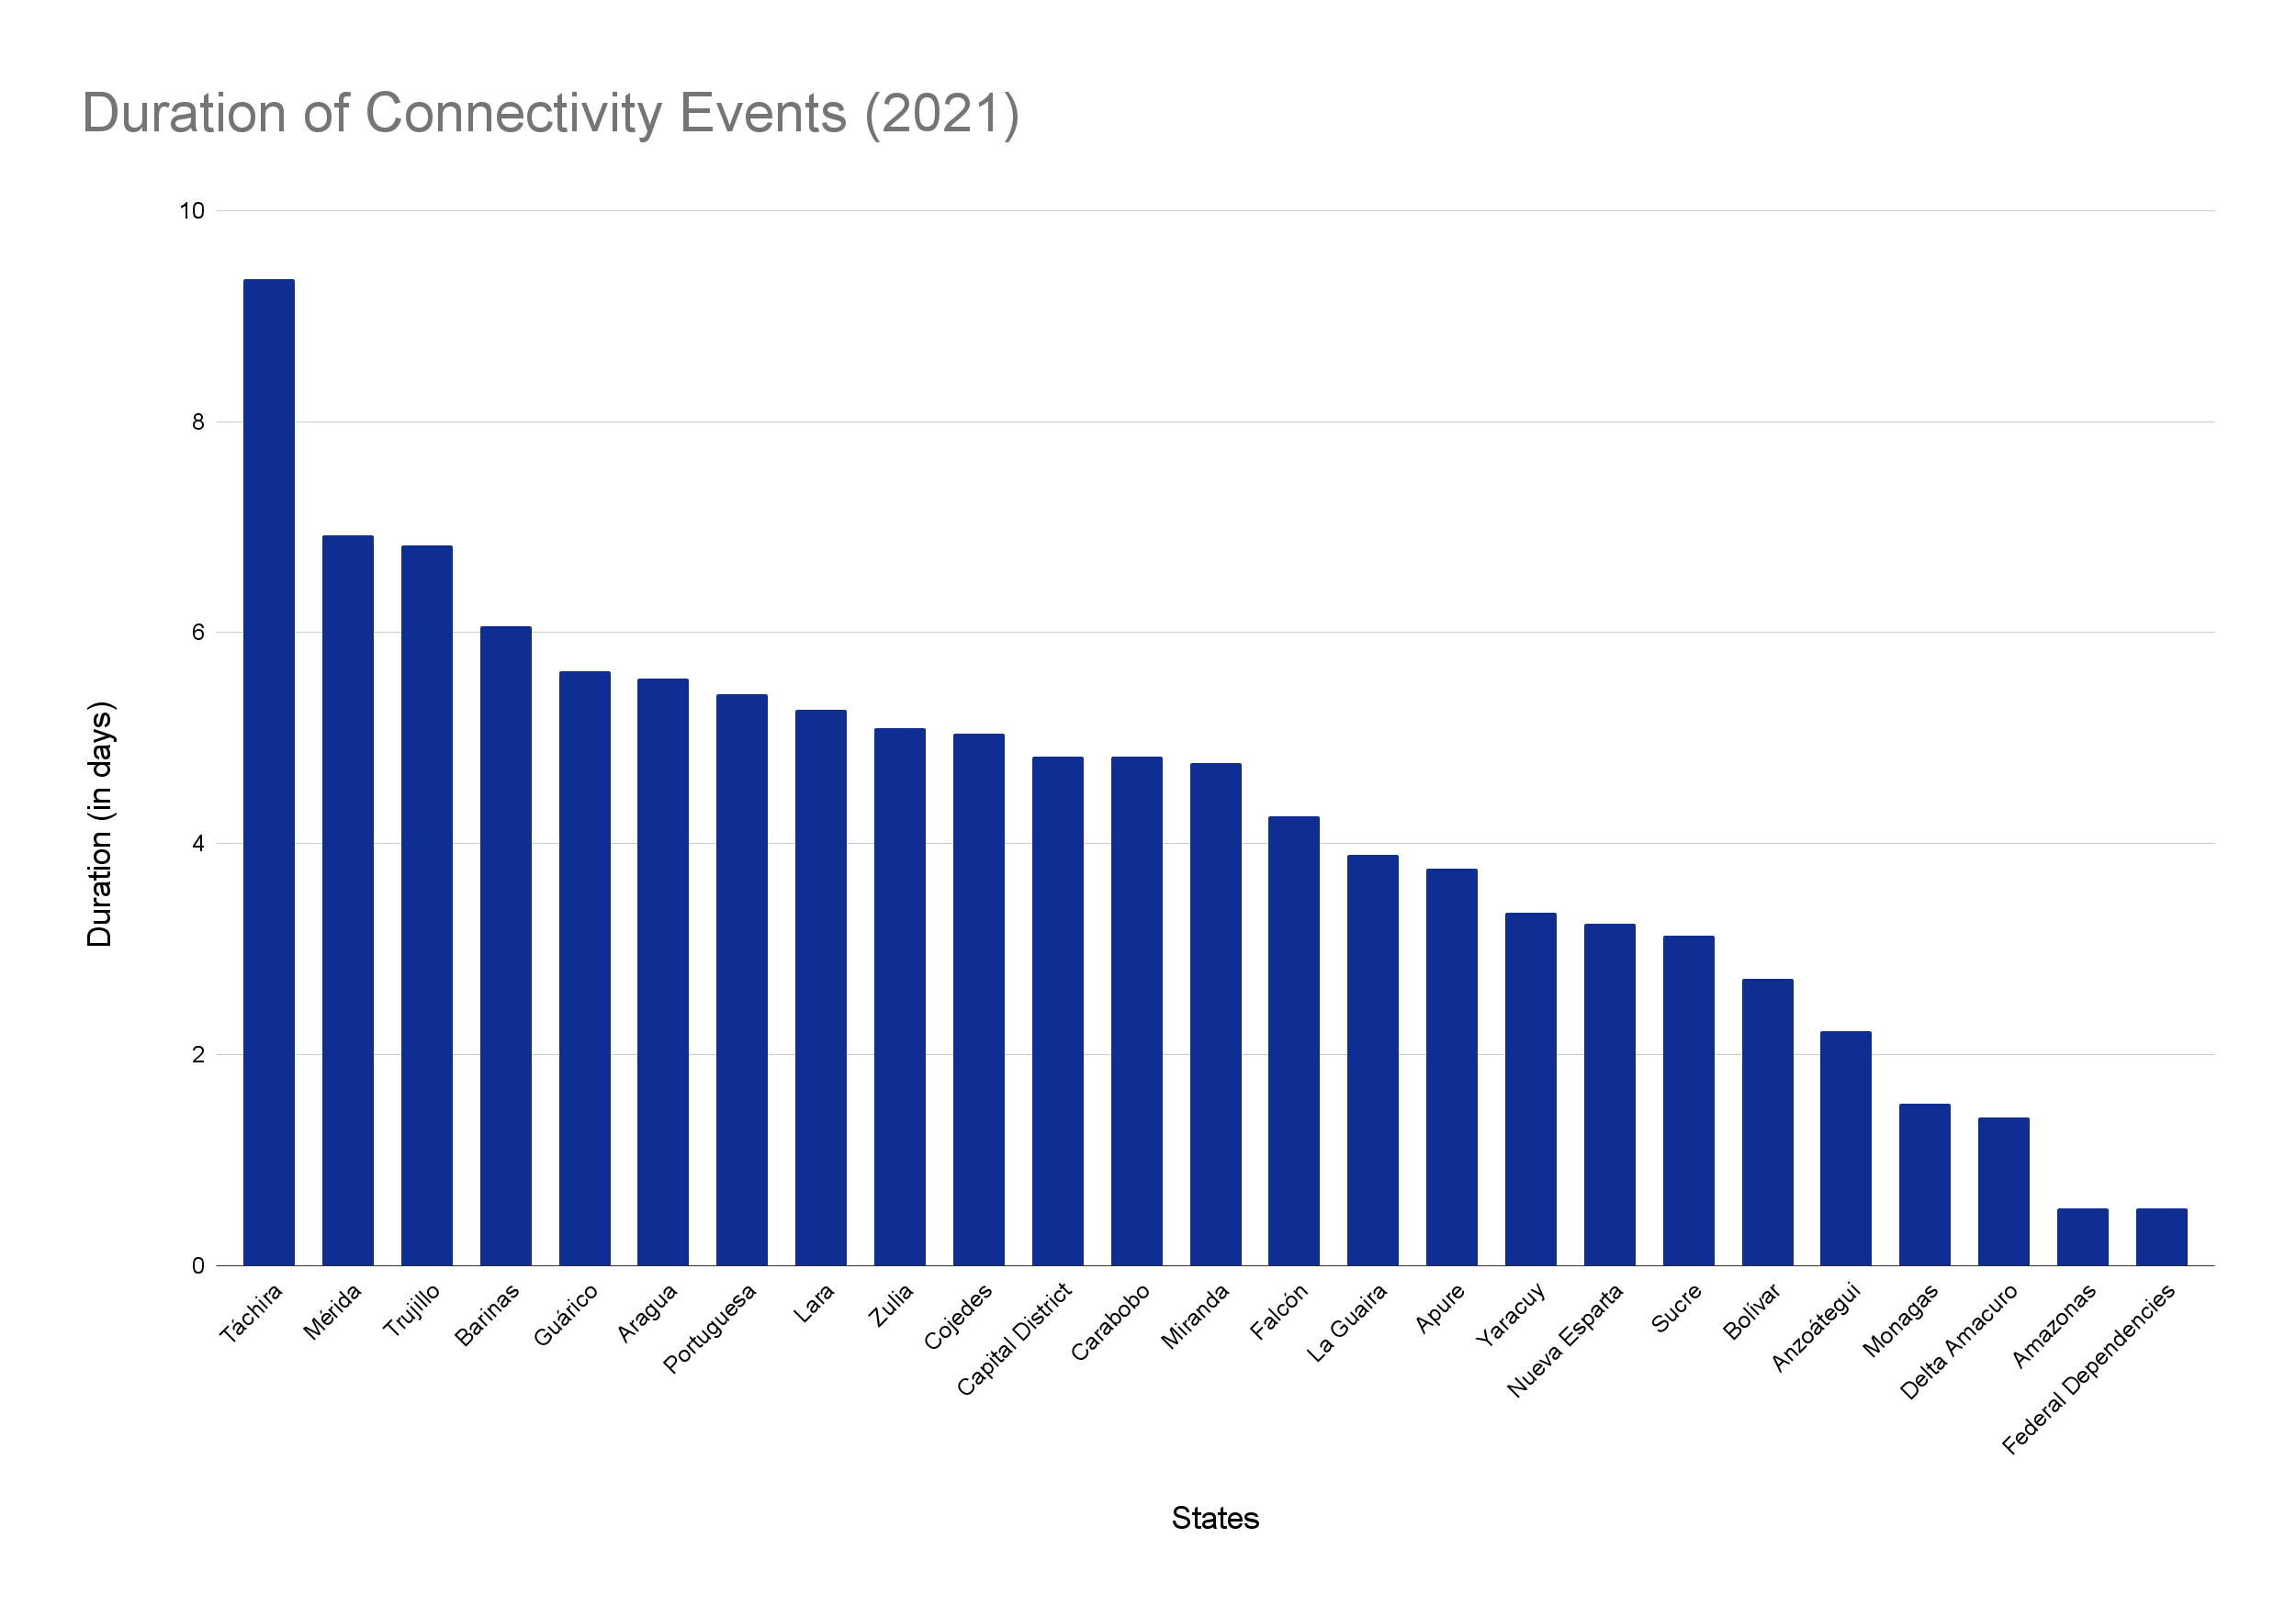 Duration of Connectivity Events (2021)
10
8
6
4
2
0
Duration (in days)
Táchira
Mérida
Trujillo
Barinas
Guárico
Aragua
Portuguesa
Lara
Zulia
Cojedes
Capital District
Carabobo
Miranda
Falcón
La Guaira
Apure
Yaracuy
Nueva Esparta
Sucre
Bolívar
Anzoátegui
Monagas
Delta Amacuro
Amazonas
Federal Dependencies
States